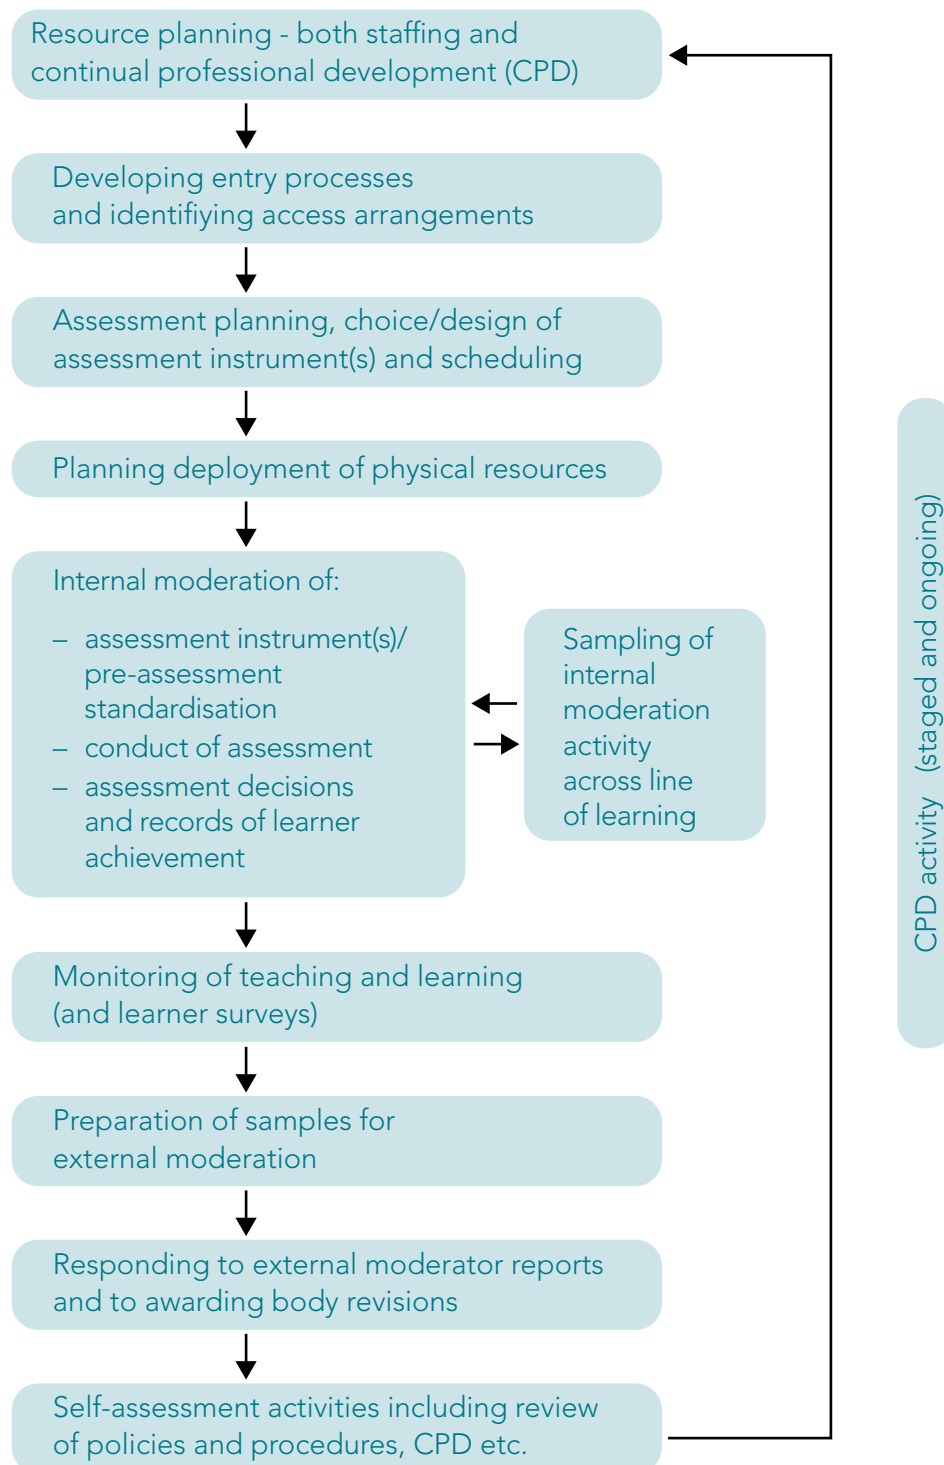 Resource planning - both staffing and
continual professional development (CPD)
Developing entry processes
and identifiying access arrangements
Assessment planning, choice/design of
assessment instrument(s) and scheduling
Planning deployment of physical resources
Internal moderation of:
– assessment instrument(s)/
pre-assessment
standardisation
– conduct of assessment
– assessment decisions
and records of learner
achievement
Sampling of
internal
moderation
activity
across line
of learning
Monitoring of teaching and learning
(and learner surveys)
Preparation of samples for
external moderation
Responding to external moderator reports
and to awarding body revisions
Self-assessment activities including review
of policies and procedures, CPD etc.
CPD activity (staged and ongoing)